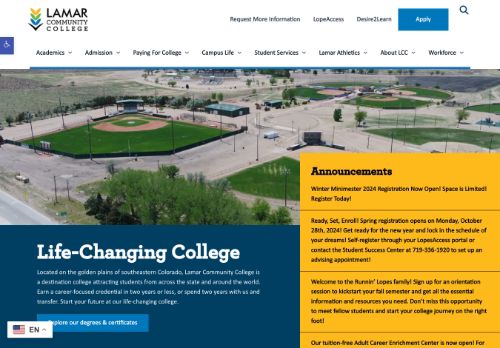 LAMAR
COMMUNITY
COLLEGE
Request More Information
LopeAccess
Desire2Learn
Apply
Academics
Admission
Paying For College
Campus Life
Student Services
Lamar Athletics
About LCC
Workforce
Life-Changing College
Located on the golden plains of southeastern Colorado, Lamar Community College is
a destination college attracting students from across the state and around the world.
Earn a career-focused credential in two years or less, or spend two years with us and
transfer. Start your future at our life-changing college.
Explore our degrees & certificates
EN
Announcements
Winter Minimester 2024 Registration Now Open! Space is Limited!
Register Today!
Ready, Set, Enroll! Spring registration opens on Monday, October
28th, 2024! Get ready for the new year and lock in the schedule of
your dreams! Self-register through your LopesAccess portal or
contact the Student Success Center at 719-336-1920 to set up an
advising appointment!
Welcome to the Runnin' Lopes family! Sign up for an orientation
session to kickstart your fall semester and get all the essential
information and resources you need. Don't miss this opportunity
to meet fellow students and start your college journey on the
right foot!
Our tuition-free Adult Career Enrichment Center is now open! For